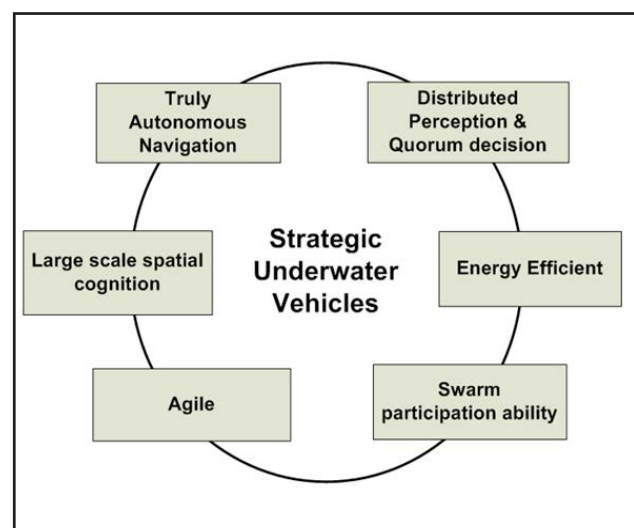 Truly
Autonomous
Navigation
Distributed
Perception &
Quorum decision
Large scale spatial
cognition
Strategic
Underwater
Vehicles
Energy Efficient
Agile
Swarm
participation ability